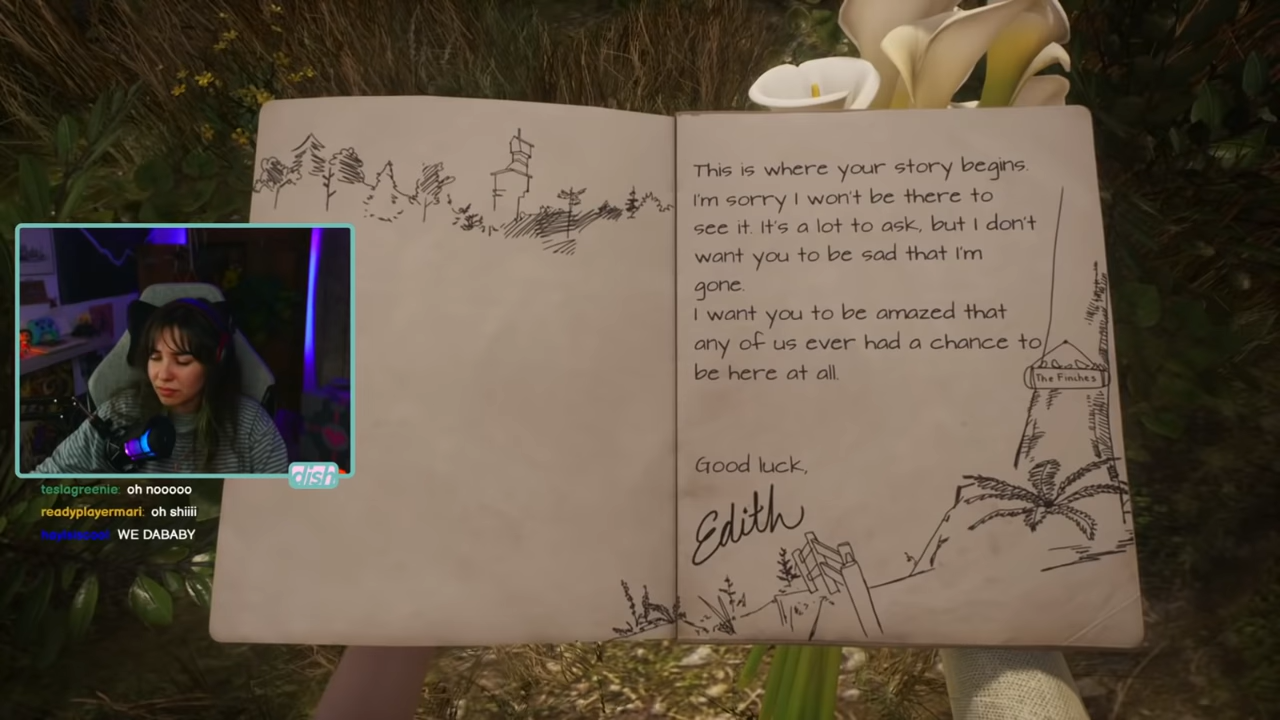 This is where your story begins.
I'm sorry I won't be there to
see it. It's a lot to ask, but I don't
want you to be sad that I'm
gone.
I want you to be amazed that
any of us ever had a chance to
be here at all.
The Finches
Good luck,
Edith
dish
teslagreenie: oh nooooo
readyplayermari: oh shiiii
WE DABABY